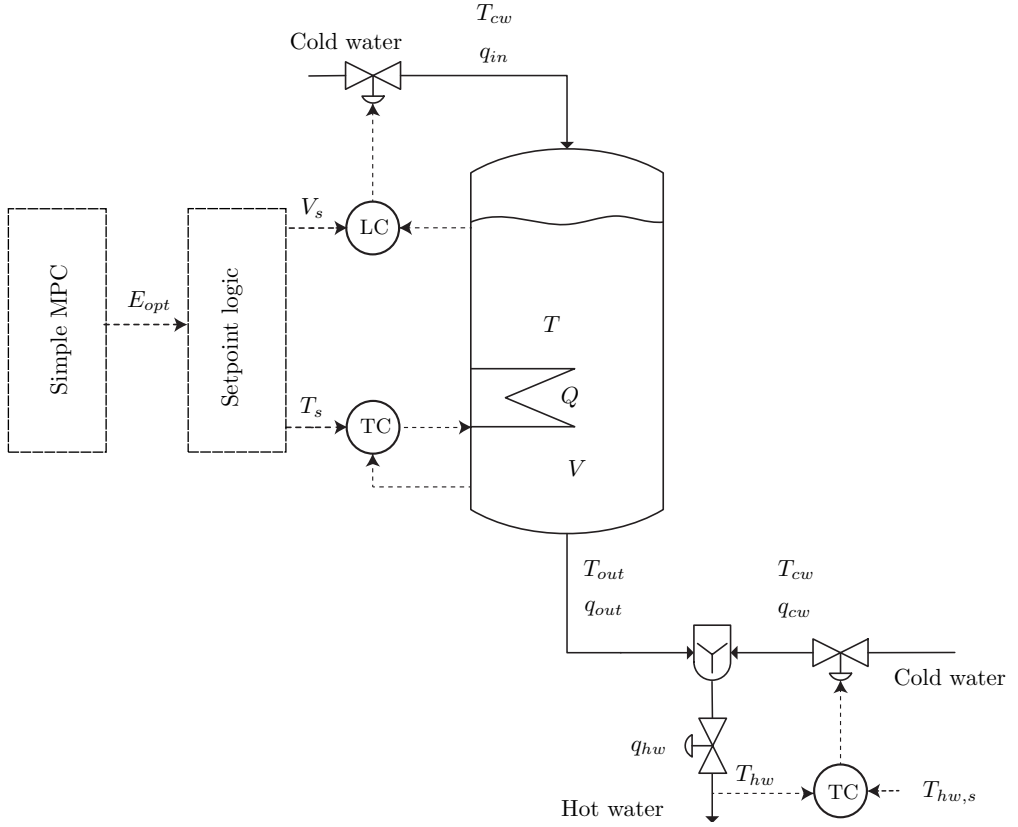 T_cw
Cold water
q_in
V_s
LC
Simple MPC
E_opt
Setpoint logic
T
T_s
TC
Q
V
T_out
T_cw
q_out
q_cw
Cold water
q_hw
T_hw
TC
T_hw,s
Hot water